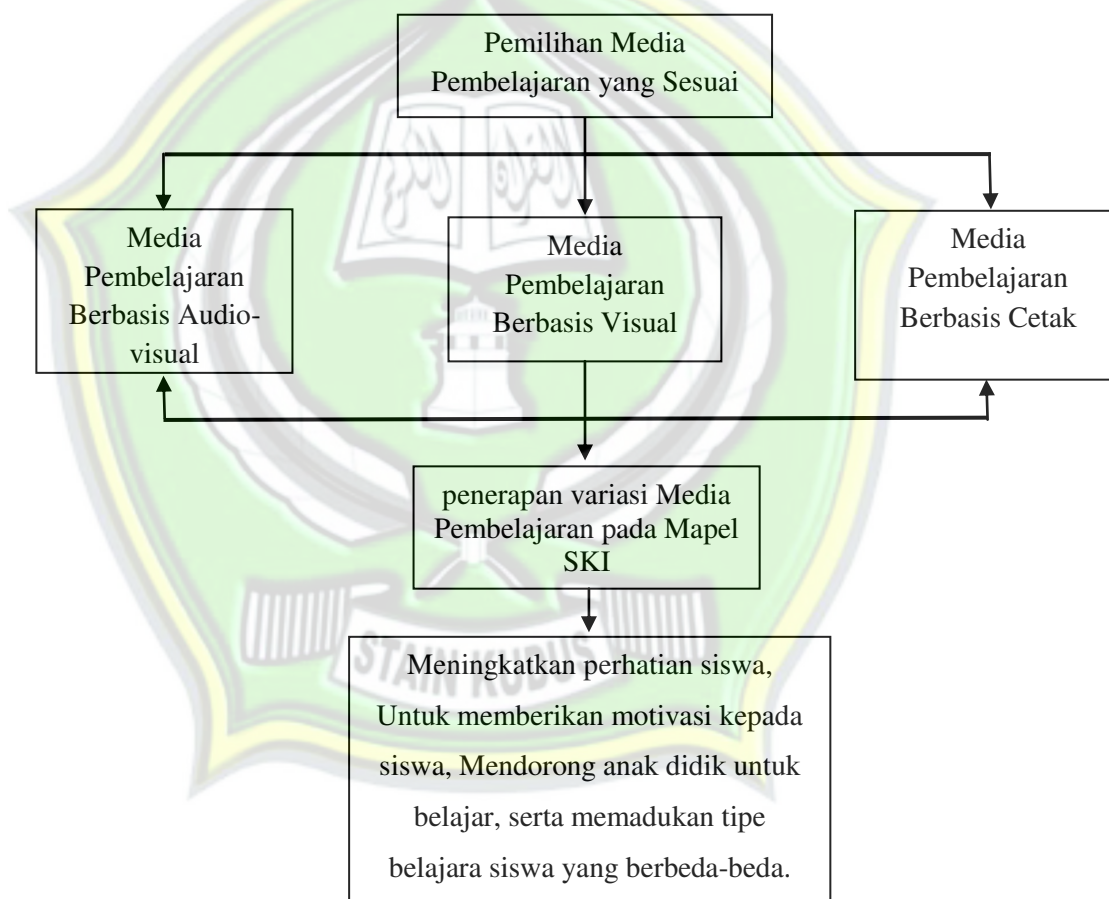 Pemilihan Media
Pembelajaran yang Sesuai
Media
Pembelajaran
Berbasis Audio-
visual
Media
Pembelajaran
Berbasis Visual
Media
Pembelajaran
Berbasis Cetak
penerapan variasi Media
Pembelajaran pada Mapel
SKI
STAIN KUDUS
Meningkatkan perhatian siswa,
Untuk memberikan motivasi kepada
siswa, Mendorong anak didik untuk
belajar, serta memadukan tipe
belajara siswa yang berbeda-beda.